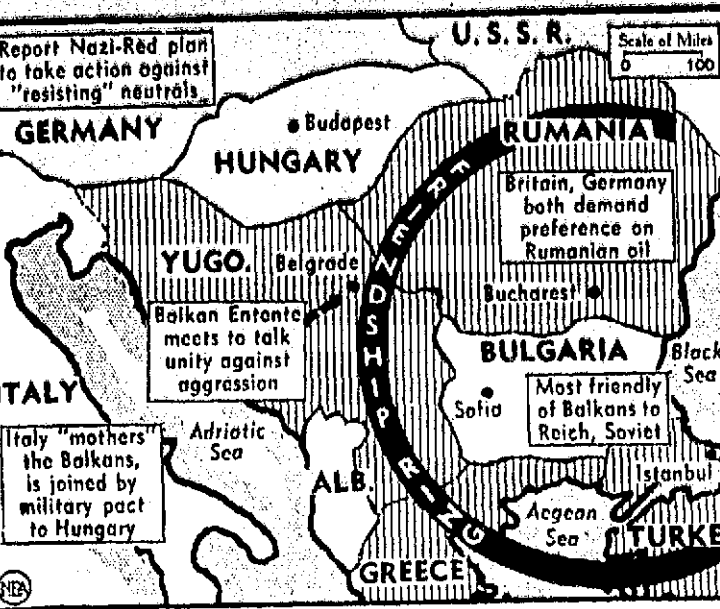 Report Nazi-Red plan
to take action against
"resisting" neutrals
U. S. S. R.
Scale of Miles
0 100
GERMANY
Budapest
HUNGARY
RUMANIA
Britain, Germany
both demand
preference on
Rumanian oil
YUGO.
Belgrade
Bucharest
FRIENDSHIP RING
Balkan Entente
meets to talk
unity against
aggression
BULGARIA
Black
Sea
Sofia
Most friendly
of Balkans to
Reich, Soviet
ITALY
Adriatic
Sea
Italy "mothers"
the Balkans,
is joined by
military pact
to Hungary
ALB.
Istanbul
Aegean
Sea
TURKE
GREECE
NEA